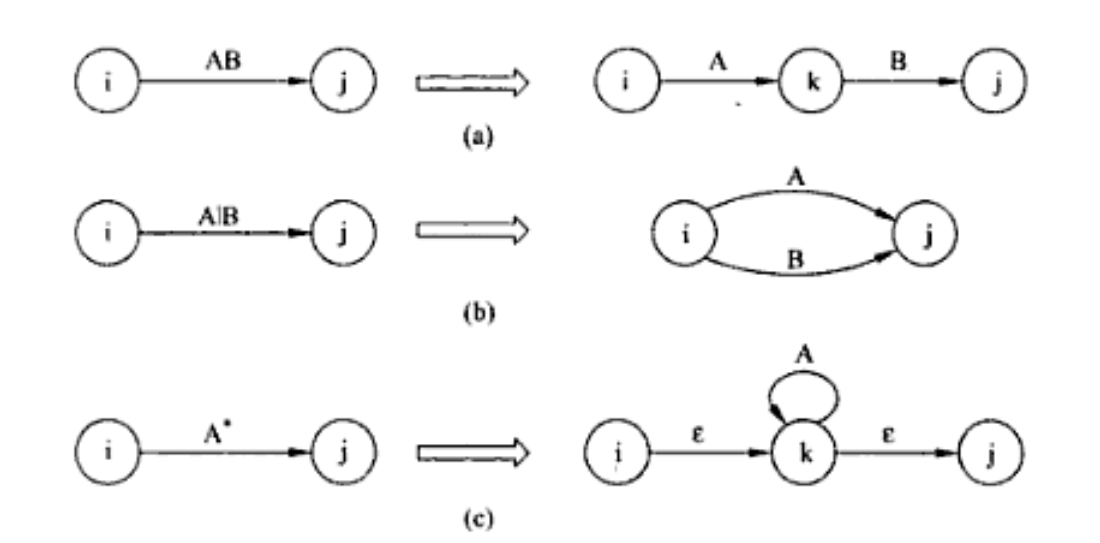 AB A B
i j i k j
(a)
A
A|B
i j i j
B
(b)
A
A* ε ε
i j i k j
(c)